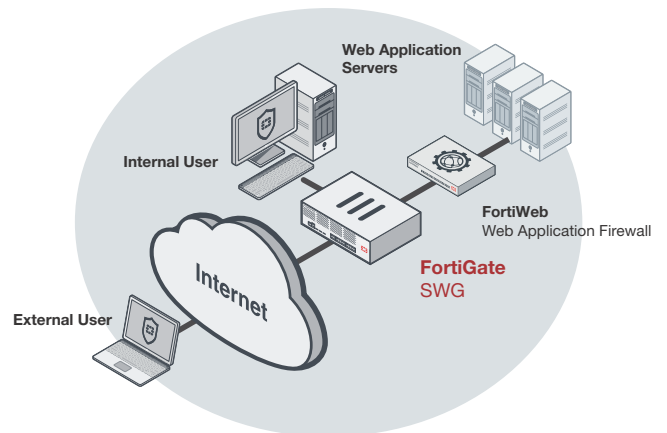 Web Application
Servers
Internal User
FortiWeb
Web Application Firewall
FortiGate
SWG
Internet
External User